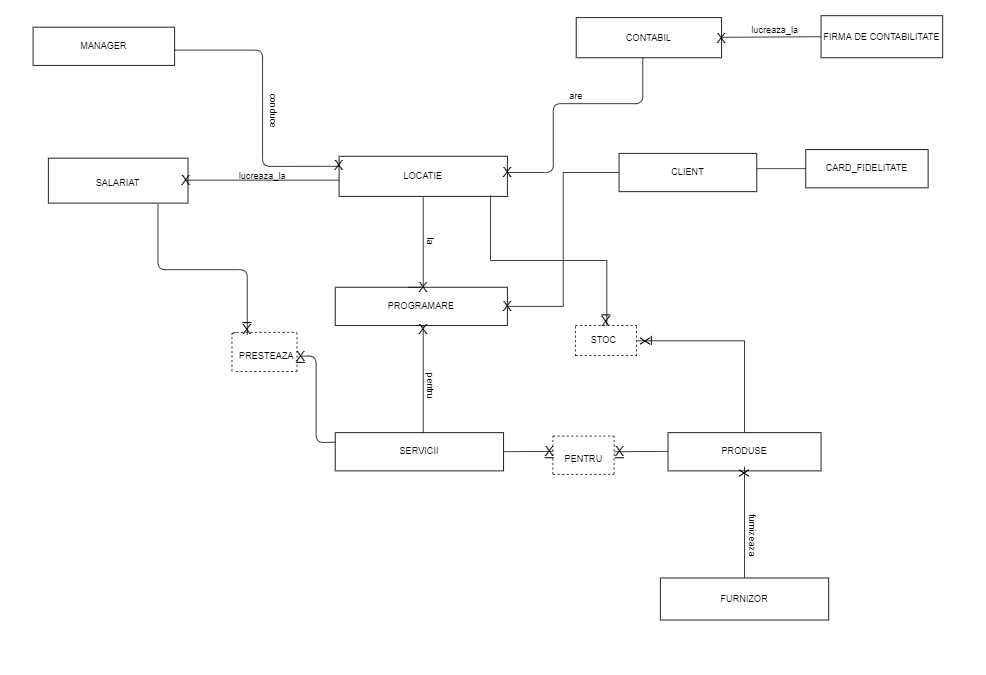 MANAGER
CONTABIL
lucreaza_la
FIRMA DE CONTABILITATE
conduce
are
SALARIAT
lucreaza_la
LOCATIE
CLIENT
CARD_FIDELITATE
la
PROGRAMARE
STOC
PRESTEAZA
pentru
SERVICII
PENTRU
PRODUSE
furnizeaza
FURNIZOR